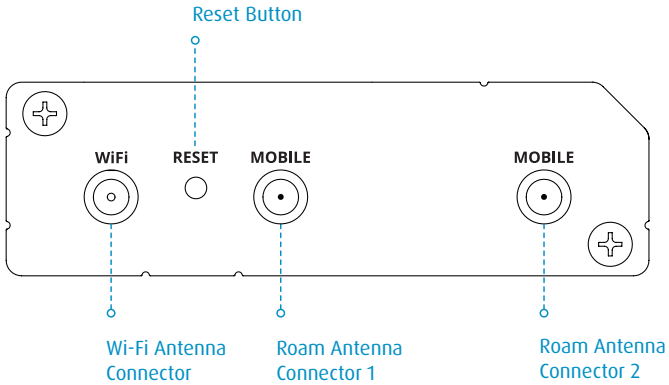 Reset Button
WiFi
RESET
MOBILE
MOBILE
Wi-Fi Antenna
Connector
Roam Antenna
Connector 1
Roam Antenna
Connector 2